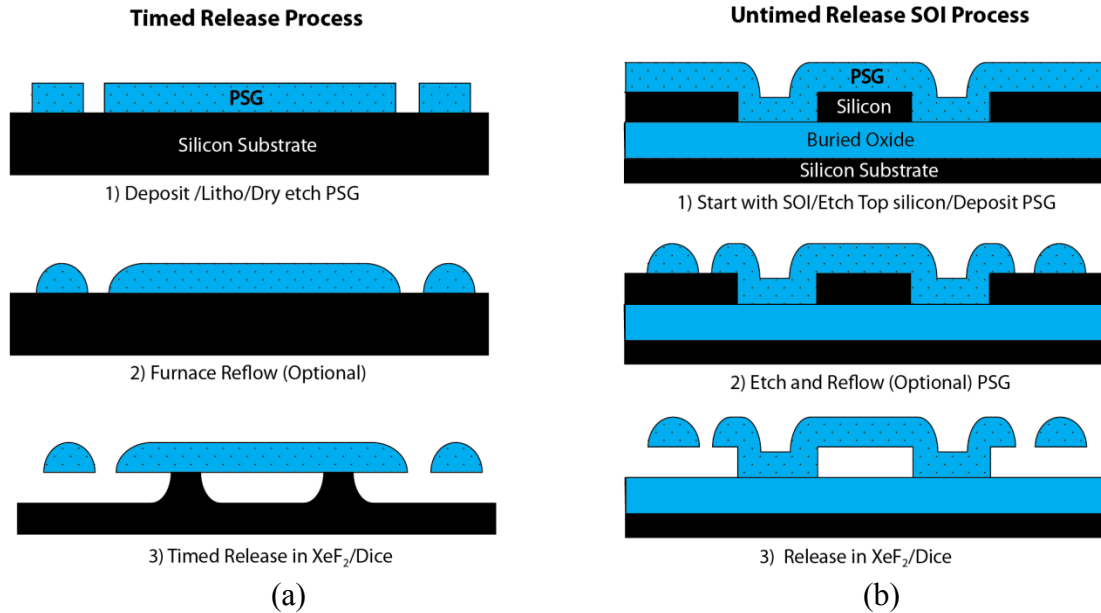 Timed Release Process
PSG
Silicon Substrate
1) Deposit /Litho/Dry etch PSG
2) Furnace Reflow (Optional)
3) Timed Release in XeF₂/Dice
(a)
Untimed Release SOI Process
PSG
Silicon
Buried Oxide
Silicon Substrate
1) Start with SOI/Etch Top silicon/Deposit PSG
2) Etch and Reflow (Optional) PSG
3) Release in XeF₂/Dice
(b)